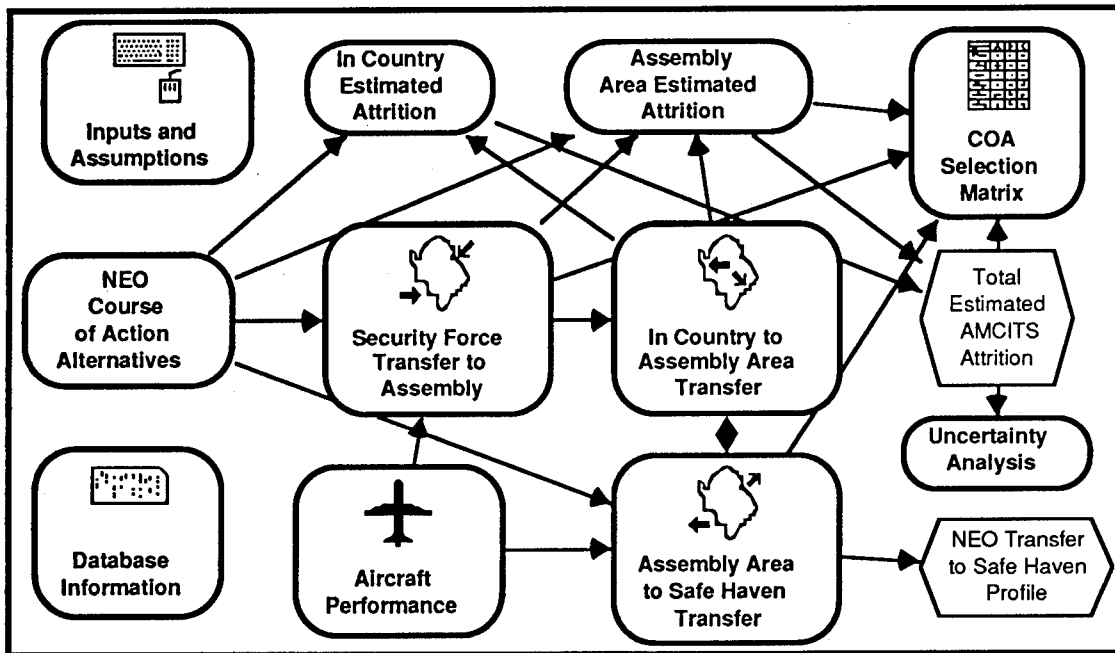 Inputs and
Assumptions
In Country
Estimated
Attrition
Assembly
Area Estimated
Attrition
COA
Selection
Matrix
NEO
Course
of Action
Alternatives
Security Force
Transfer to
Assembly
In Country to
Assembly Area
Transfer
Total
Estimated
AMCITS
Attrition
Uncertainty
Analysis
Database
Information
Aircraft
Performance
Assembly Area
to Safe Haven
Transfer
NEO Transfer
to Safe Haven
Profile